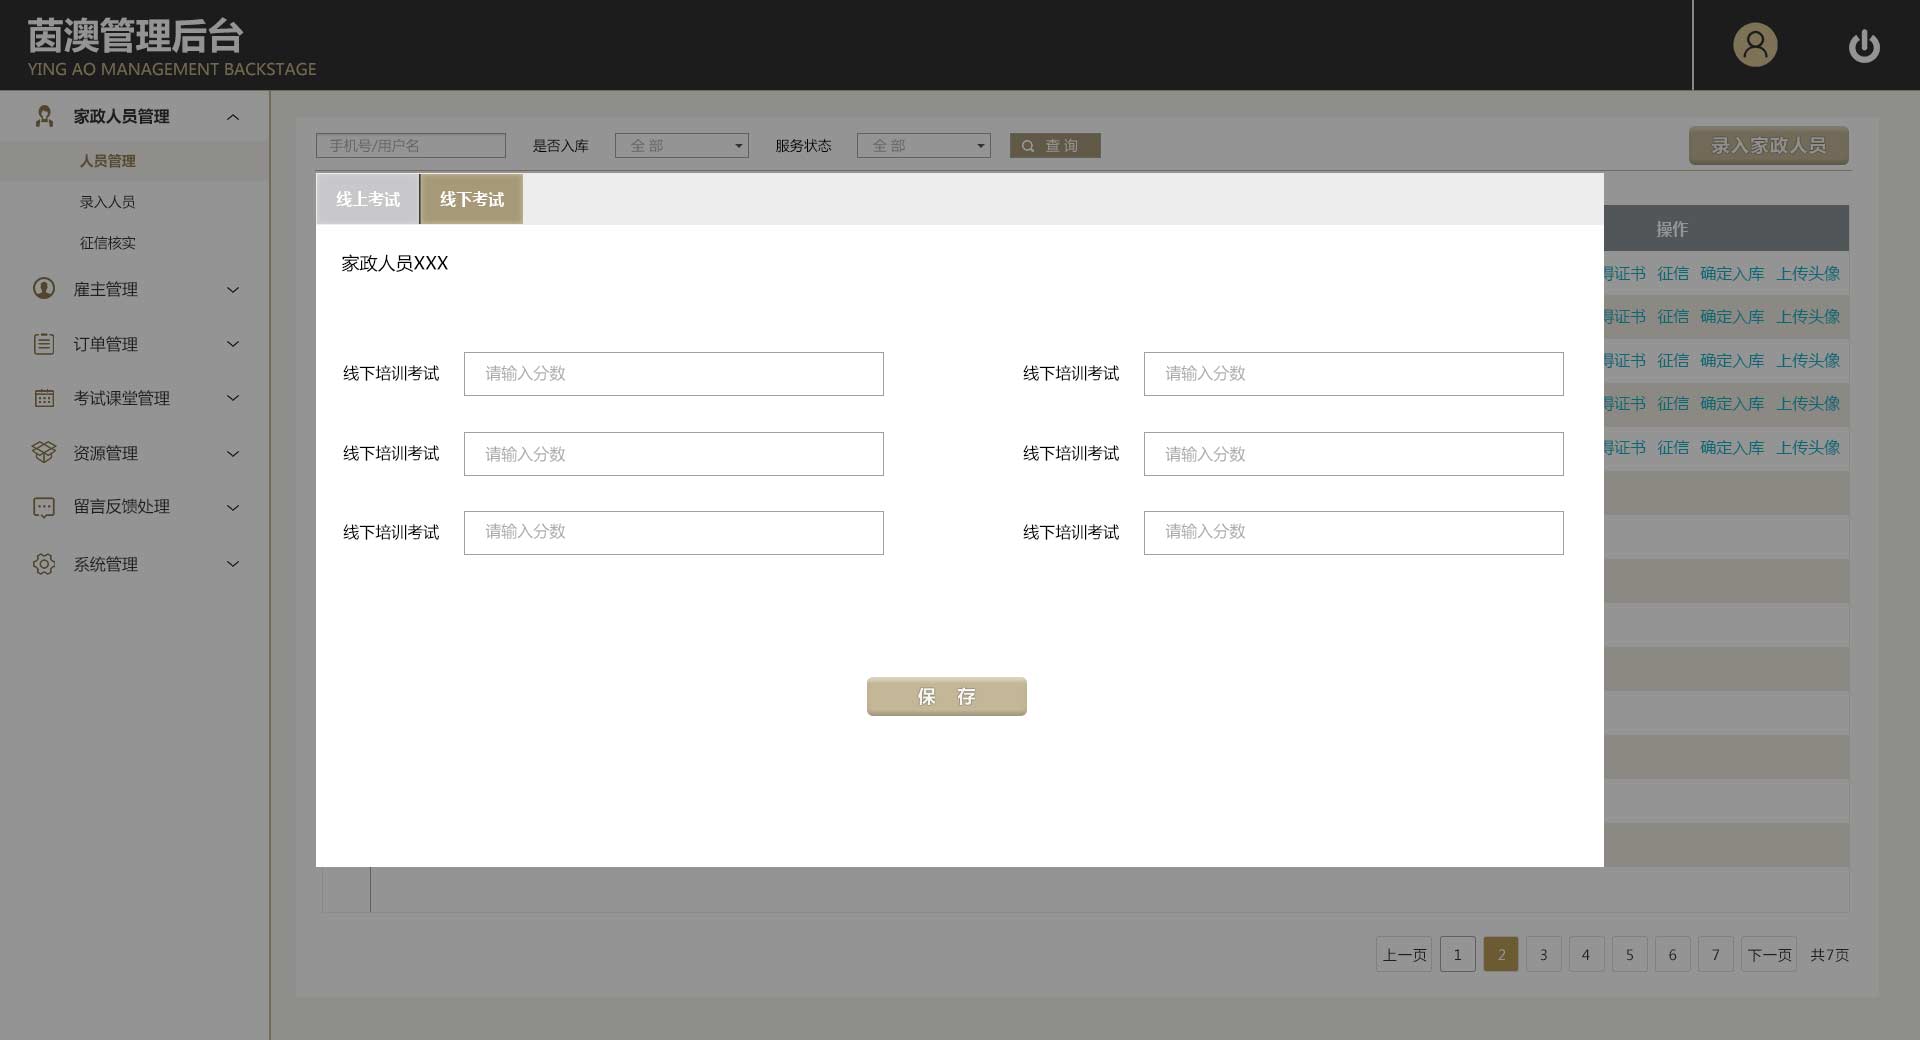 茵澳管理后台
YING AO MANAGEMENT BACKSTAGE
家政人员管理
人员管理
录入人员
征信核实
雇主管理
订单管理
考试课堂管理
资源管理
留言反馈处理
系统管理
手机号/用户名 是否入库 全 部 服务状态 全 部 查 询 录入家政人员
线上考试 线下考试
操作
家政人员XXX
得证书 征信 确定入库 上传头像
得证书 征信 确定入库 上传头像
得证书 征信 确定入库 上传头像
得证书 征信 确定入库 上传头像
得证书 征信 确定入库 上传头像
线下培训考试 请输入分数 线下培训考试 请输入分数
线下培训考试 请输入分数 线下培训考试 请输入分数
线下培训考试 请输入分数 线下培训考试 请输入分数
保 存
上一页 1 2 3 4 5 6 7 下一页 共7页